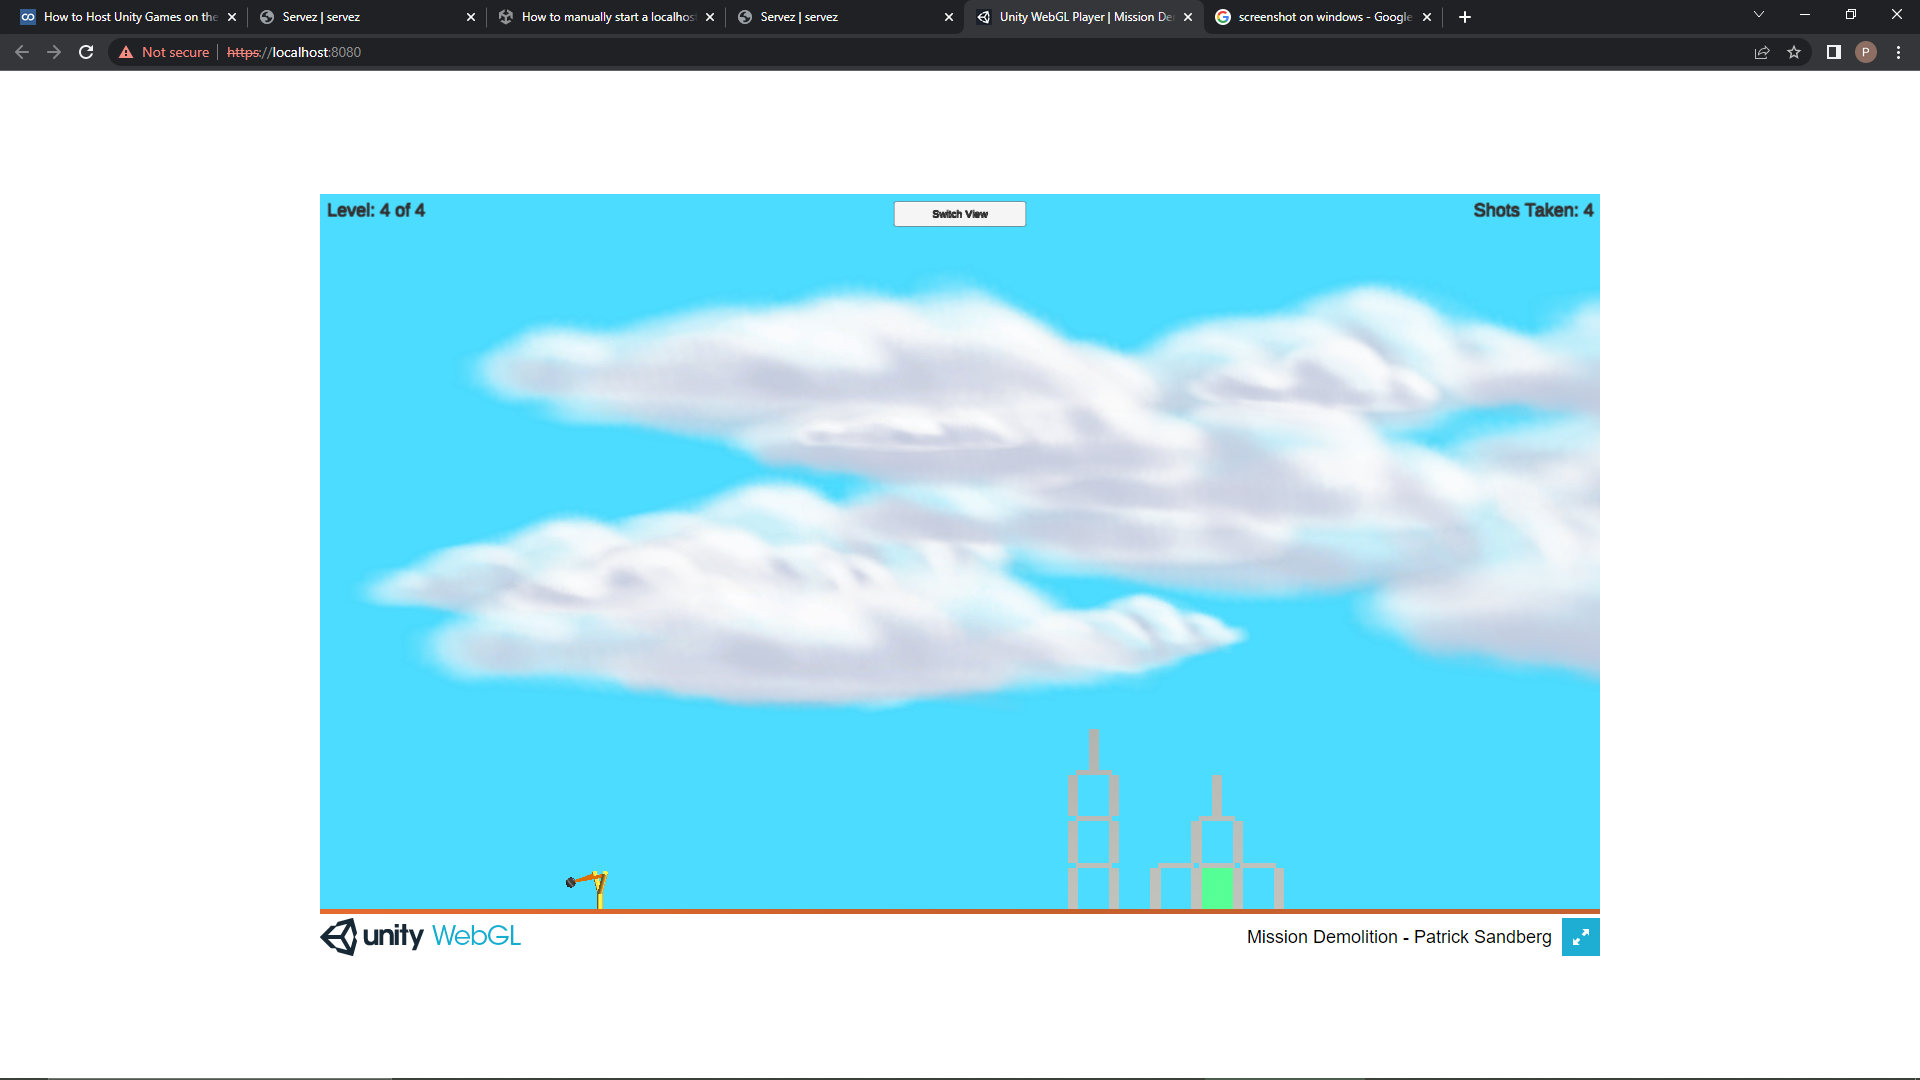 How to Host Unity Games on the
Servez | servez
How to manually start a localhos
Servez | servez
Unity WebGL Player | Mission De
screenshot on windows - Google
Not secure
https://localhost:8080
P
Level: 4 of 4
Switch View
Shots Taken: 4
unity WebGL
Mission Demolition - Patrick Sandberg